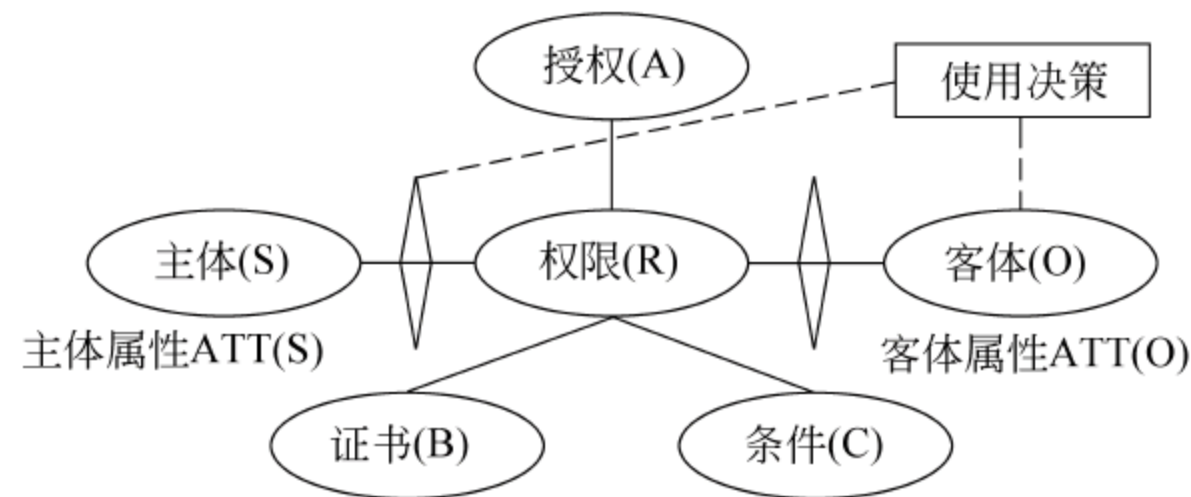 授权(A)
使用决策
主体(S)
权限(R)
客体(O)
主体属性ATT(S)
客体属性ATT(O)
证书(B)
条件(C)